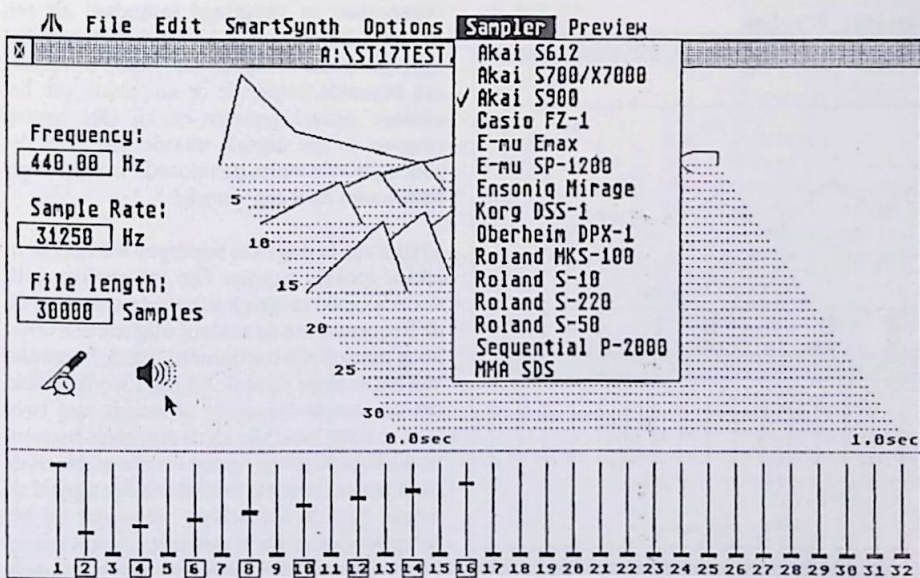 File Edit SmartSynth Options Sampler Preview
A:\ST17TEST.
Akai S612
Akai S700/X7000
Akai S900
Casio FZ-1
E-mu Emax
E-mu SP-1200
Ensoniq Mirage
Korg DSS-1
Oberheim DPX-1
Roland MKS-100
Roland S-10
Roland S-220
Roland S-50
Sequential P-2000
MMA SDS
Frequency:
440.00 Hz
Sample Rate:
31250 Hz
File length:
30000 Samples
5
10
15
20
25
30
0.0sec
1.0sec
1 2 3 4 5 6 7 8 9 10 11 12 13 14 15 16 17 18 19 20 21 22 23 24 25 26 27 28 29 30 31 32